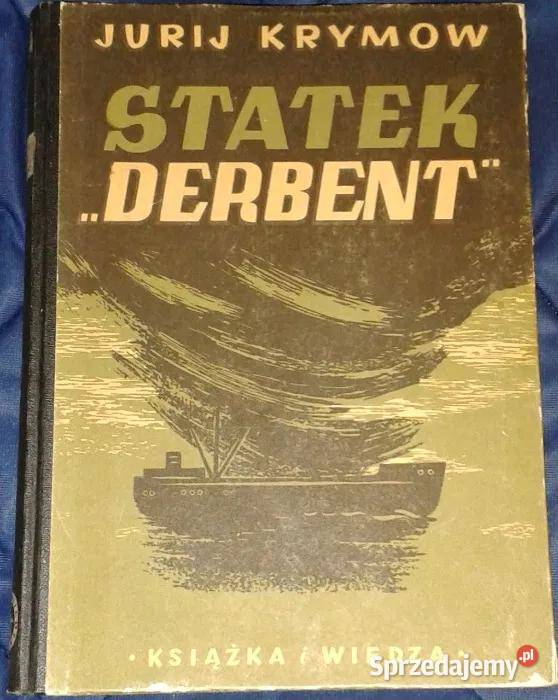 JURIJ KRYMOW
STATEK
„DERBENT"
· KSIĄŻKA i WIEDZA ·
Sprzedajemy.pl